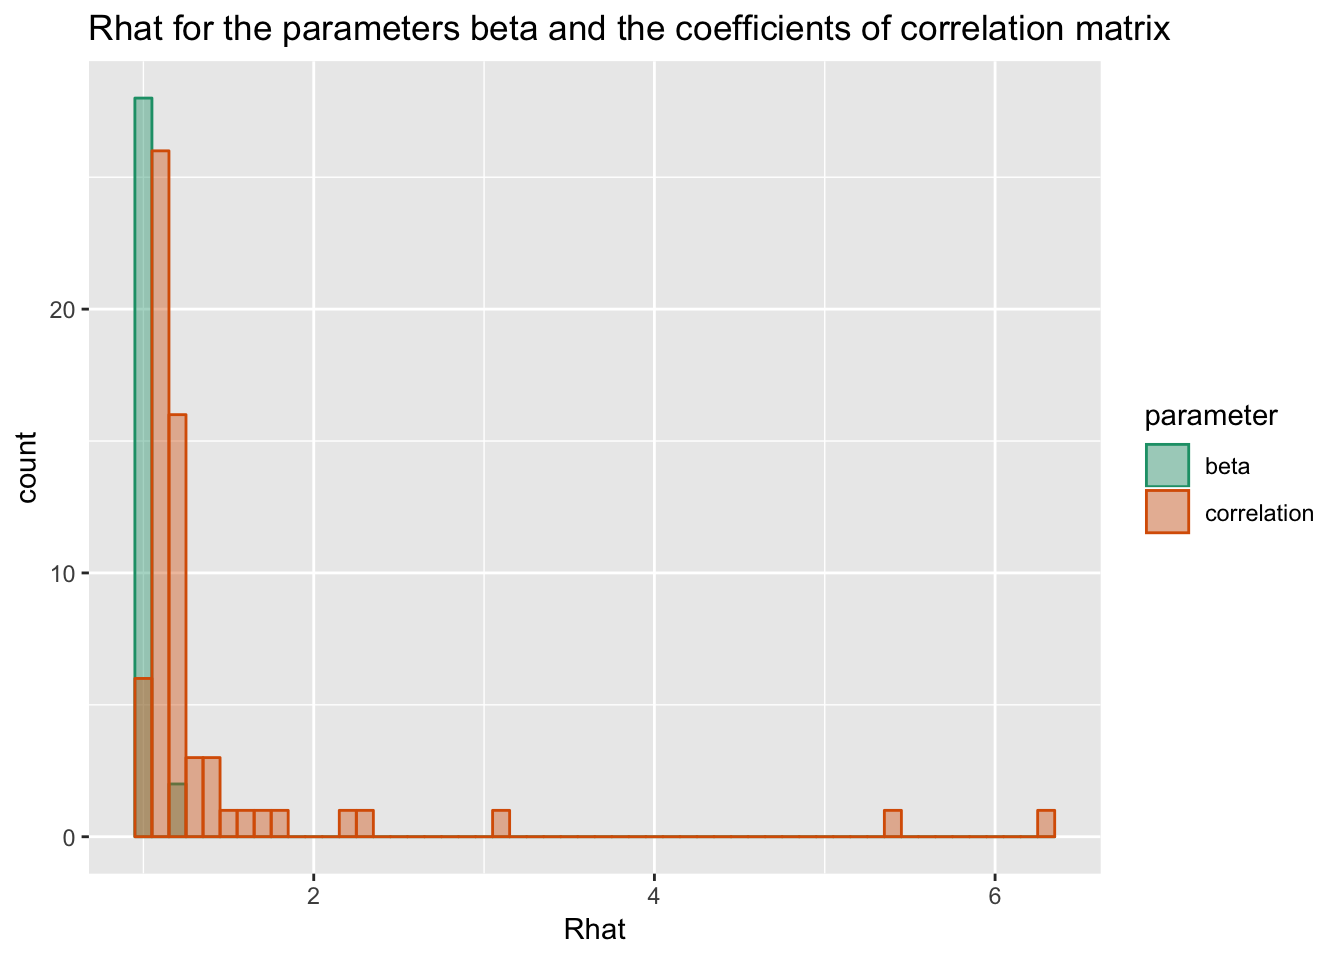 Rhat for the parameters beta and the coefficients of correlation matrix
20
10
0
count
2
4
6
Rhat
parameter
beta
correlation